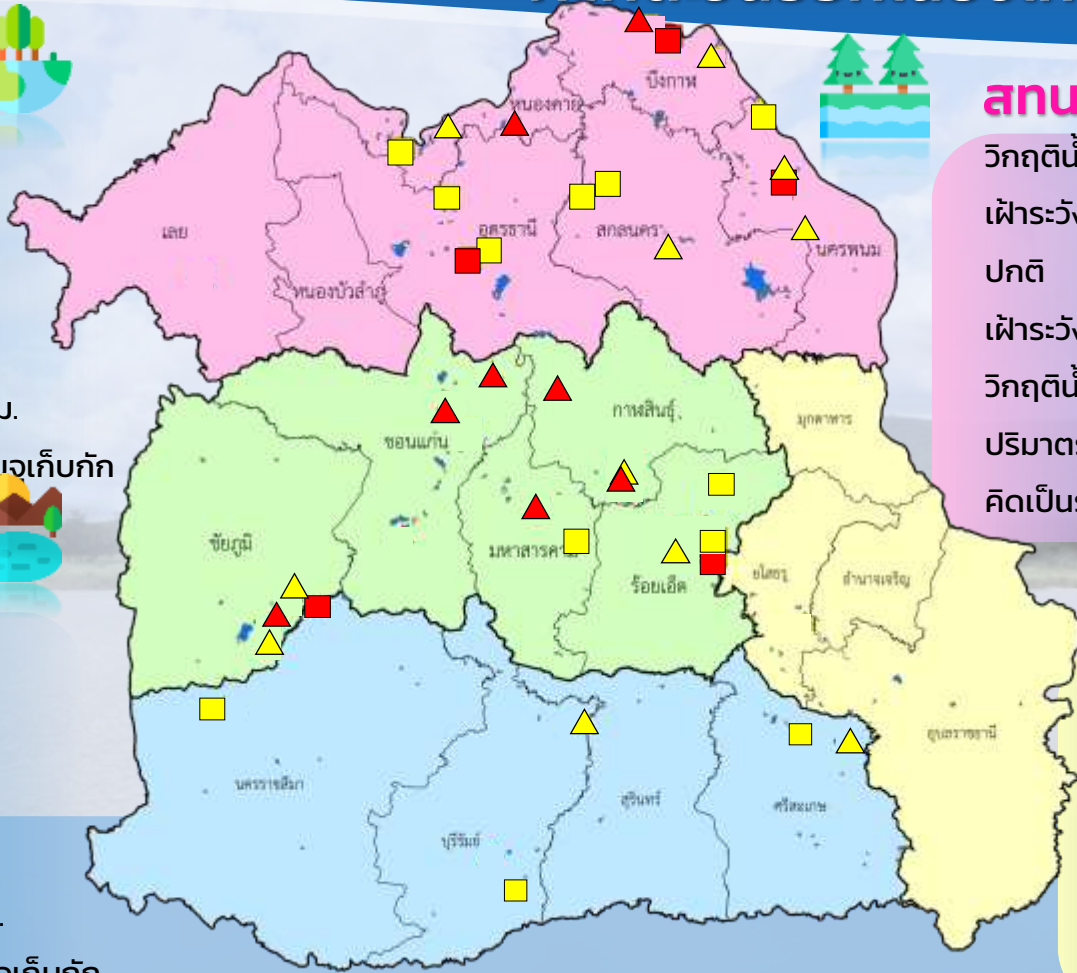 สทน
วิกฤติน้ำ
เฝ้าระวัง
ปกติ
เฝ้าระวัง
วิกฤติน้ำ
ปริมาตร
คิดเป็น
ม.
จุเก็บกัก
บึงกาฬ
หนองคาย
เลย
อุดรธานี
สกลนคร
นครพนม
หนองบัวลำภู
กาฬสินธุ์
มุกดาหาร
ขอนแก่น
ชัยภูมิ
มหาสารคาม
ร้อยเอ็ด
ยโสธร
อำนาจเจริญ
อุบลราชธานี
นครราชสีมา
สุรินทร์
ศรีสะเกษ
บุรีรัมย์